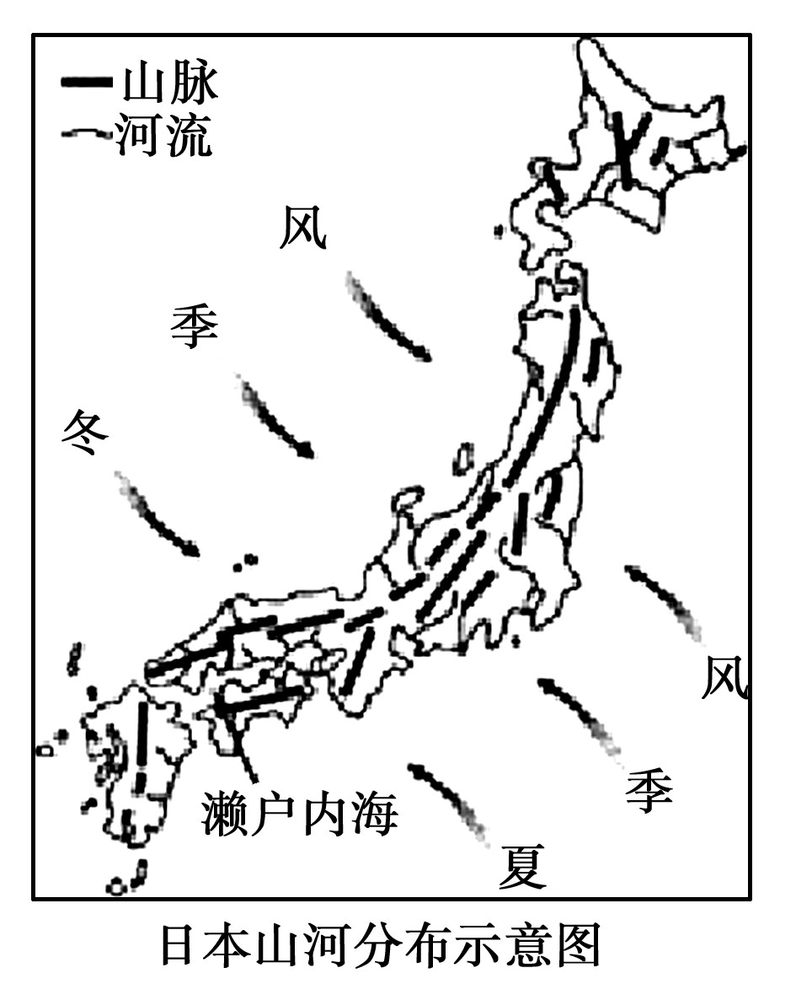 山脉
河流
冬 季 风
夏 季 风
濑户内海
日本山河分布示意图